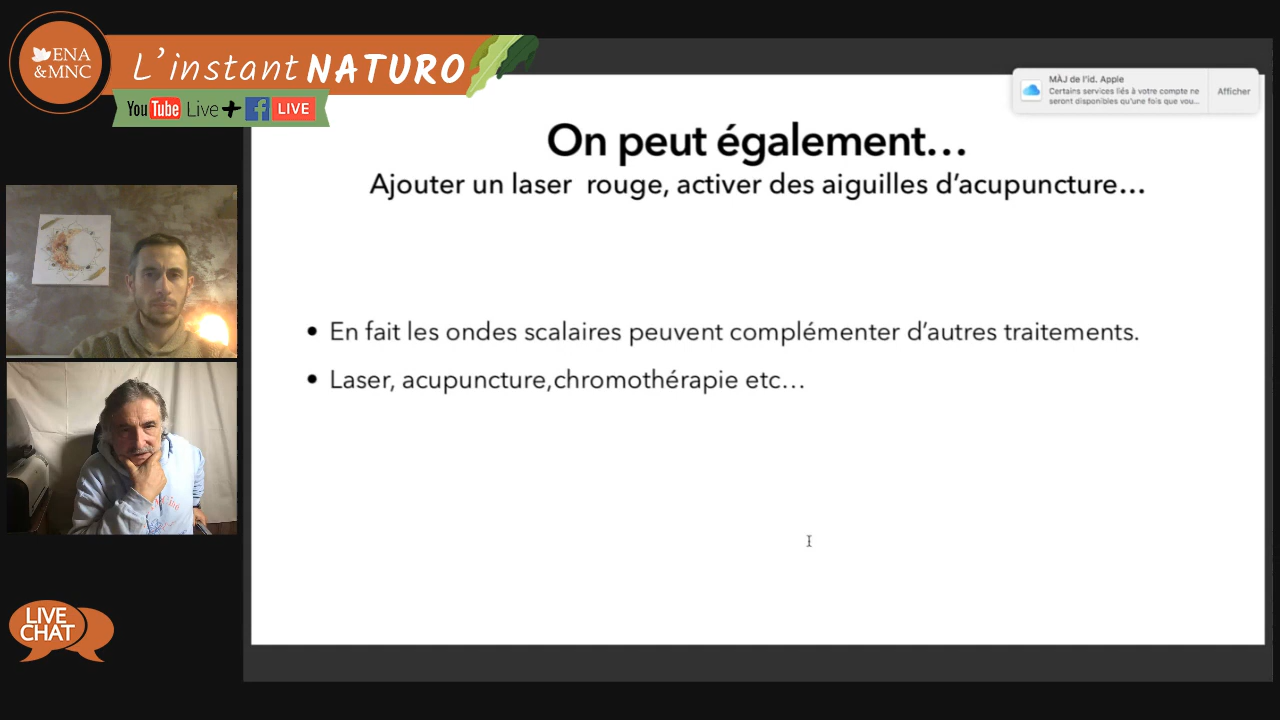 ENA
&MNC
L'instant NATURO
YouTube Live + f LIVE
MÀJ de l'id. Apple
Certains services liés à votre compte ne
seront disponibles qu'une fois que vou...
Afficher
On peut également...
Ajouter un laser rouge, activer des aiguilles d'acupuncture...
• En fait les ondes scalaires peuvent complémenter d'autres traitements.
• Laser, acupuncture,chromothérapie etc...
LIVE
CHAT